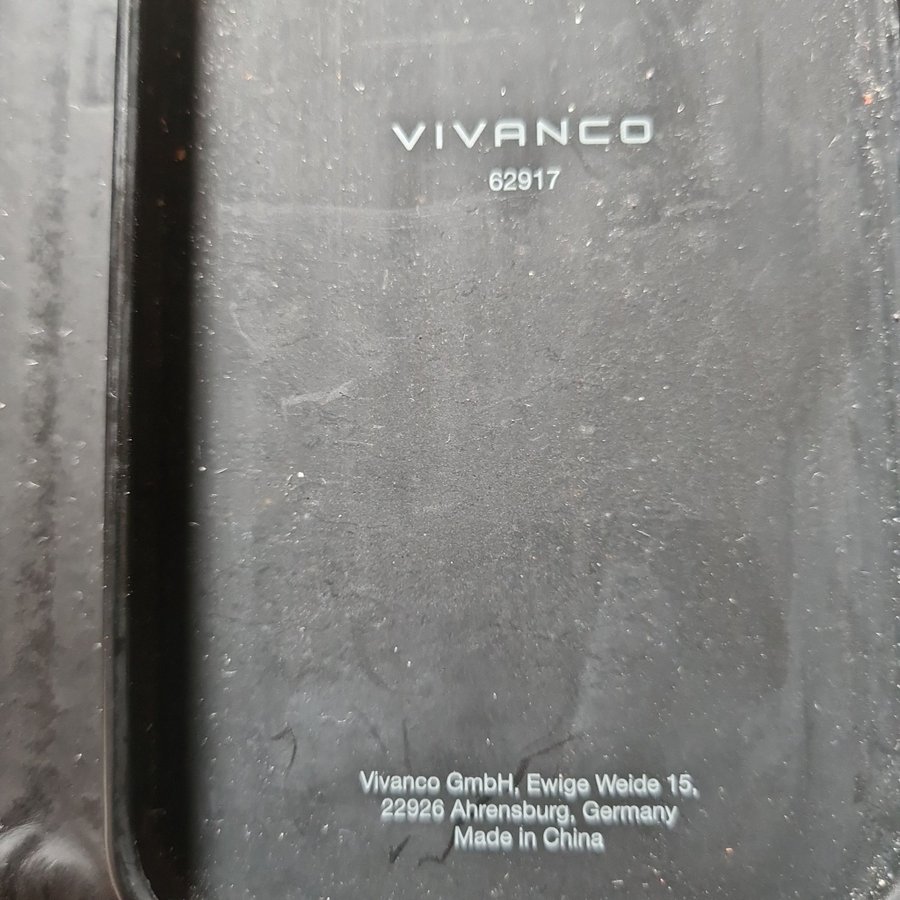 VIVANCO
62917
Vivanco GmbH, Ewige Weide 15,
22926 Ahrensburg, Germany
Made in China